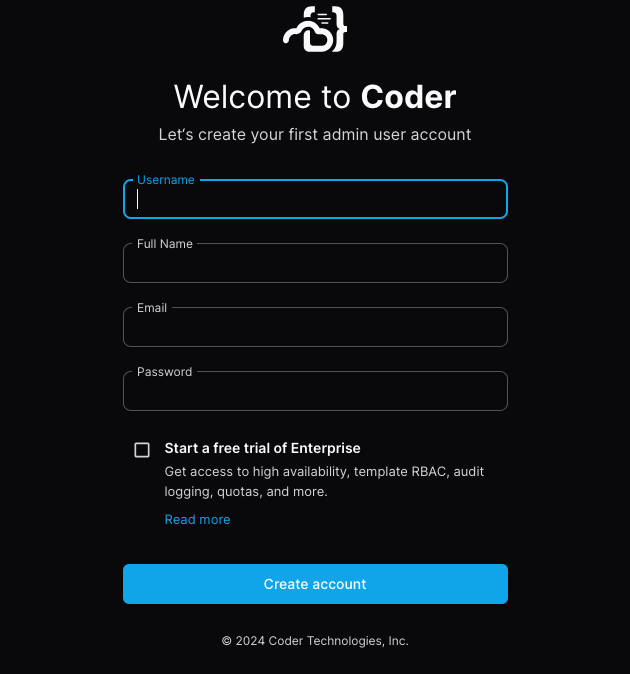 Welcome to Coder
Let‘s create your first admin user account
Username
Full Name
Email
Password
Start a free trial of Enterprise
Get access to high availability, template RBAC, audit
logging, quotas, and more.
Read more
Create account
© 2024 Coder Technologies, Inc.